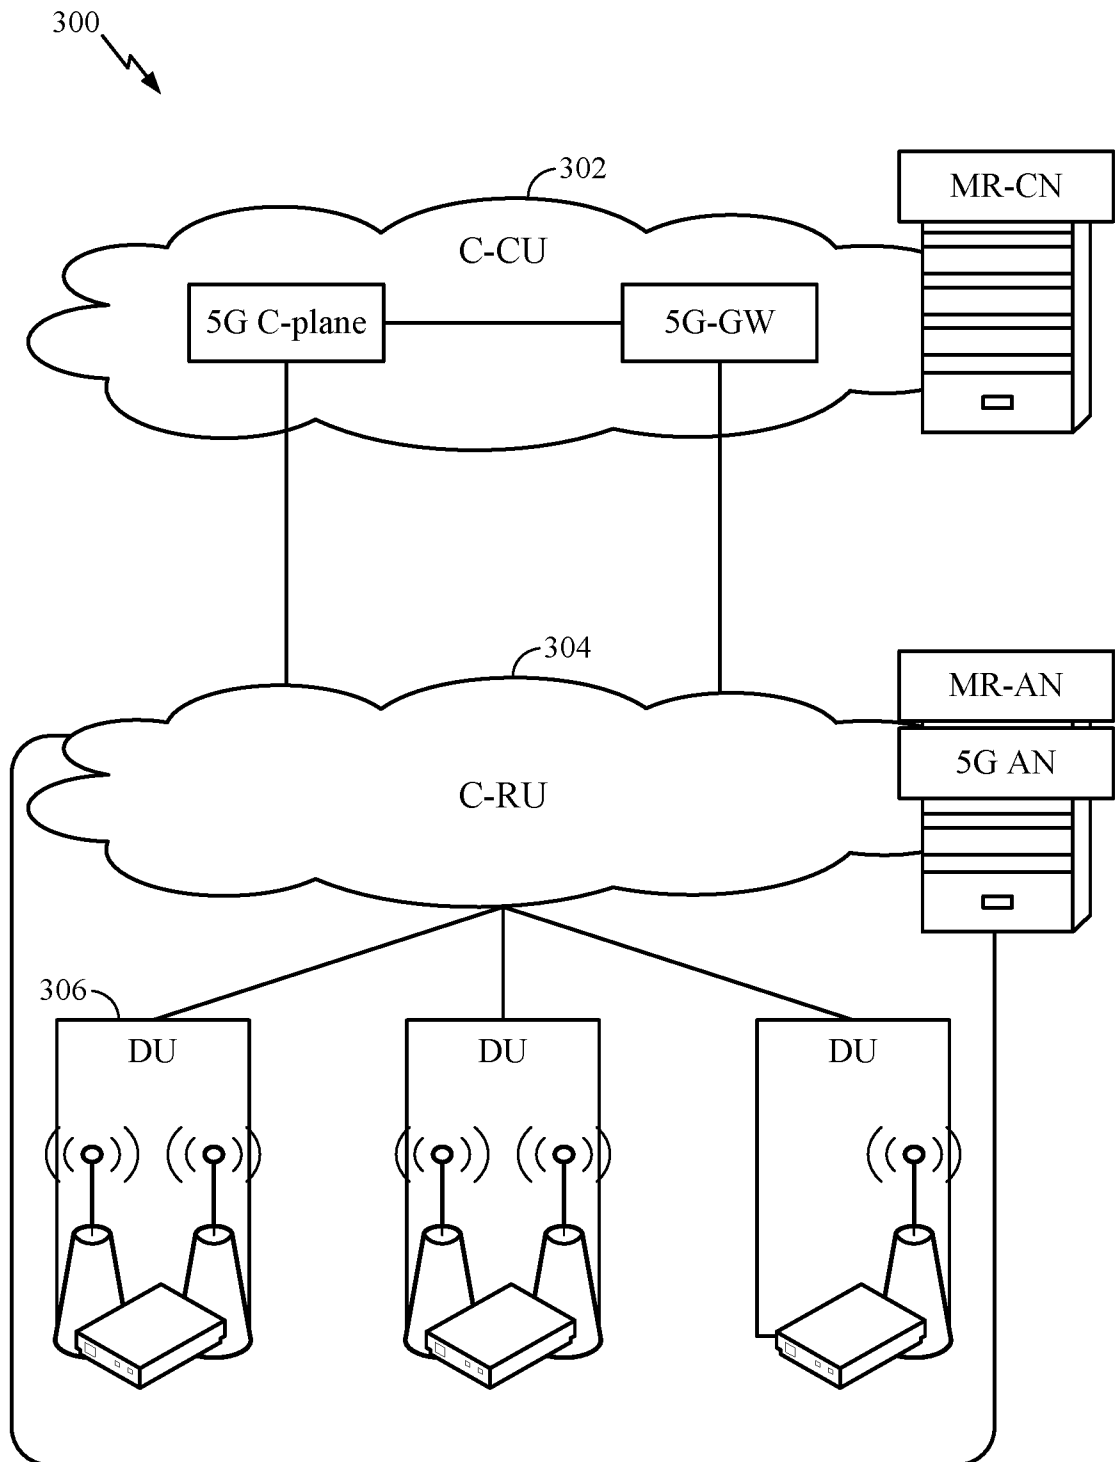 300
302
MR-CN
C-CU
5G C-plane
5G-GW
304
MR-AN
5G AN
C-RU
306
DU
DU
DU